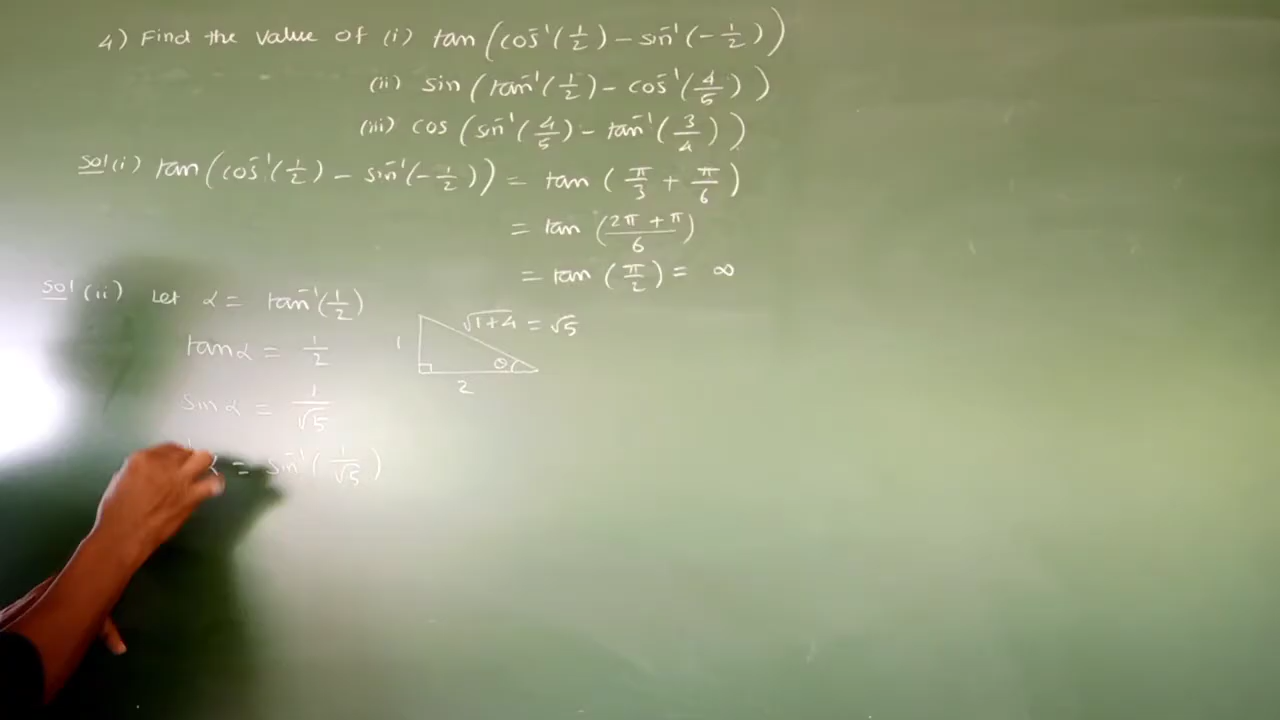 4) Find the value of (i) tan(cos⁻¹(1/2) – sin⁻¹(–1/2))
(ii) sin(tan⁻¹(1/2) – cos⁻¹(4/5))
(iii) cos(sin⁻¹(4/5) – tan⁻¹(3/4))
Sol(i) tan(cos⁻¹(1/2) – sin⁻¹(–1/2)) = tan(π/3 + π/6)
= tan((2π + π)/6)
= tan(π/2) = ∞
Sol(ii) Let α = tan⁻¹(1/2)
tanα = 1/2
1
√1+4 = √5
θ
2
sinα = 1/√5
α = sin⁻¹(1/√5)